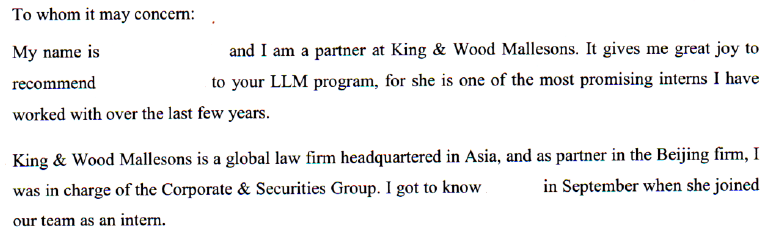 To whom it may concern:
My name is and I am a partner at King & Wood Mallesons. It gives me great joy to
recommend to your LLM program, for she is one of the most promising interns I have
worked with over the last few years.
King & Wood Mallesons is a global law firm headquartered in Asia, and as partner in the Beijing firm, I
was in charge of the Corporate & Securities Group. I got to know in September when she joined
our team as an intern.